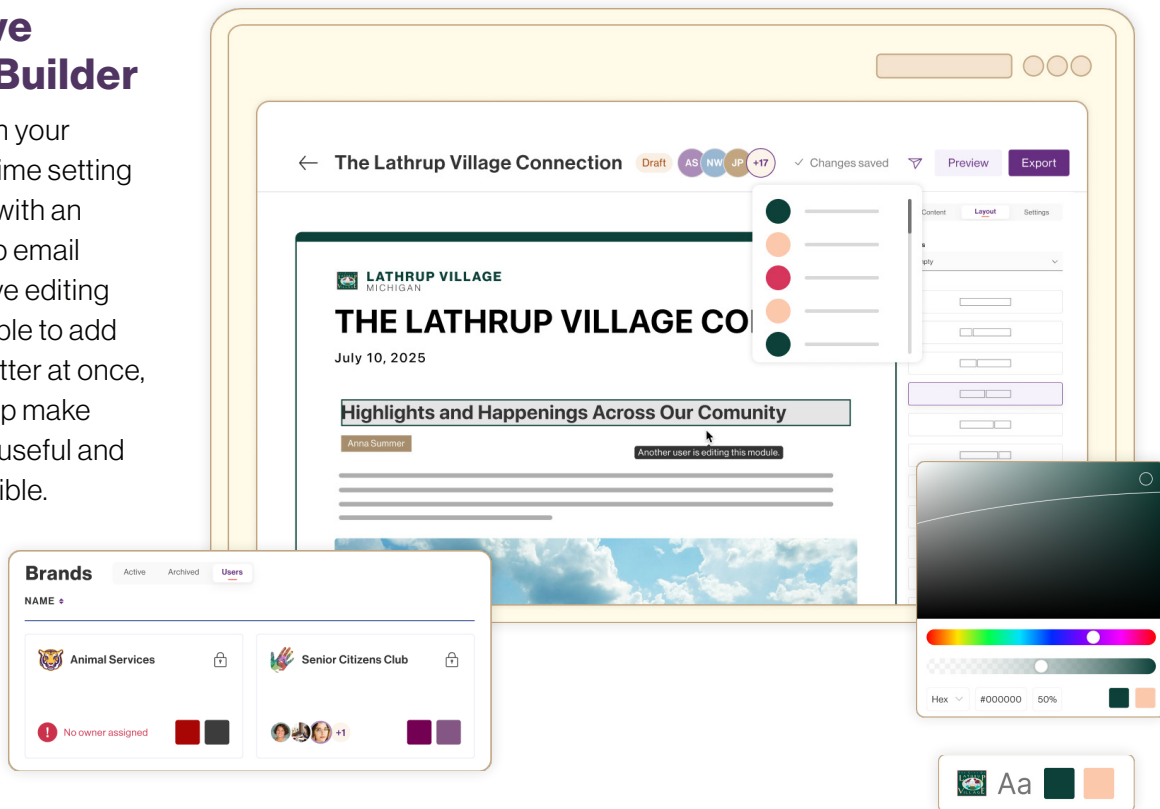 ve
Builder
n your
ime setting
with an
p email
ve editing
ple to add
tter at once,
p make
useful and
ible.
The Lathrup Village Connection
Draft
AS
NW
JP
+17
Changes saved
Preview
Export
Content
Layout
Settings
s
pty
LATHRUP VILLAGE
MICHIGAN
THE LATHRUP VILLAGE CO
July 10, 2025
Highlights and Happenings Across Our Comunity
Anna Summer
Another user is editing this module.
Brands
Active
Archived
Users
NAME
Animal Services
Senior Citizens Club
No owner assigned
+1
Hex
#000000
50%
LATHRUP
VILLAGE
Aa